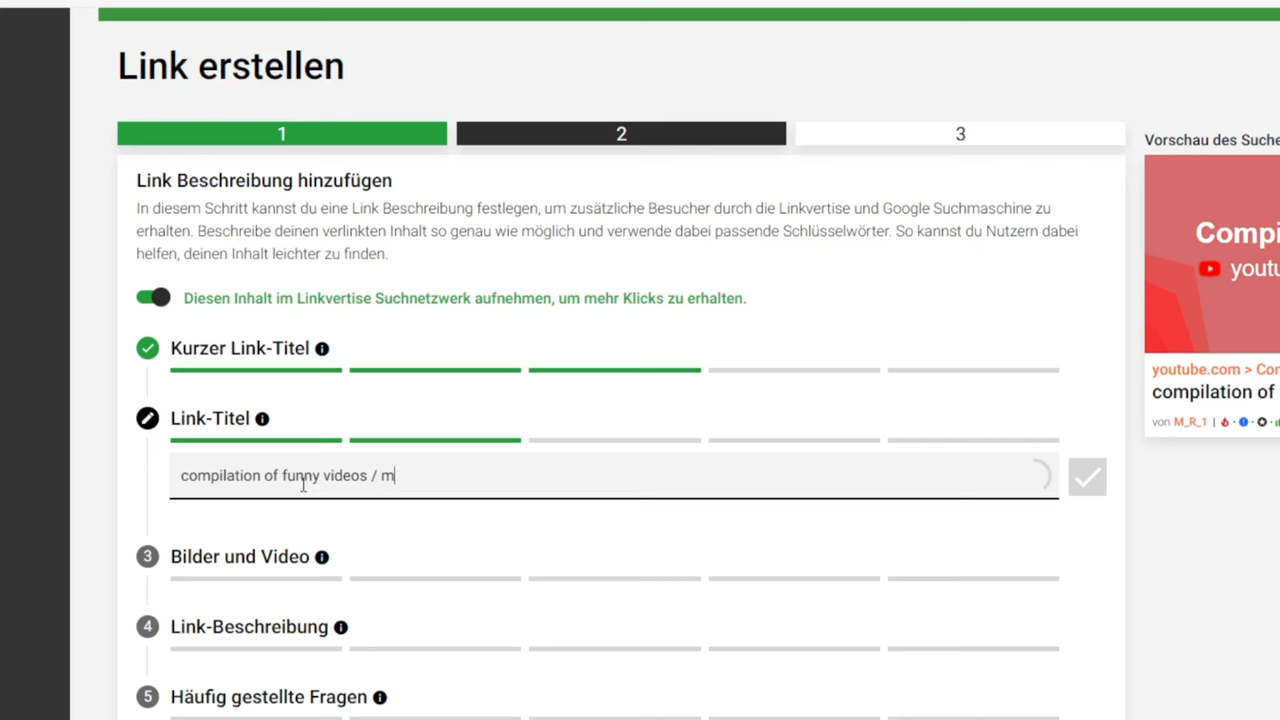 Link erstellen
1
2
3
Link Beschreibung hinzufügen
In diesem Schritt kannst du eine Link Beschreibung festlegen, um zusätzliche Besucher durch die Linkvertise und Google Suchmaschine zu
erhalten. Beschreibe deinen verlinkten Inhalt so genau wie möglich und verwende dabei passende Schlüsselwörter. So kannst du Nutzern dabei
helfen, deinen Inhalt leichter zu finden.
Diesen Inhalt im Linkvertise Suchnetzwerk aufnehmen, um mehr Klicks zu erhalten.
Kurzer Link-Titel
Link-Titel
compilation of funny videos / m
3 Bilder und Video
4 Link-Beschreibung
5 Häufig gestellte Fragen
Vorschau des Suche
Compi
youtu
youtube.com > Con
compilation of
von M_R_1 |